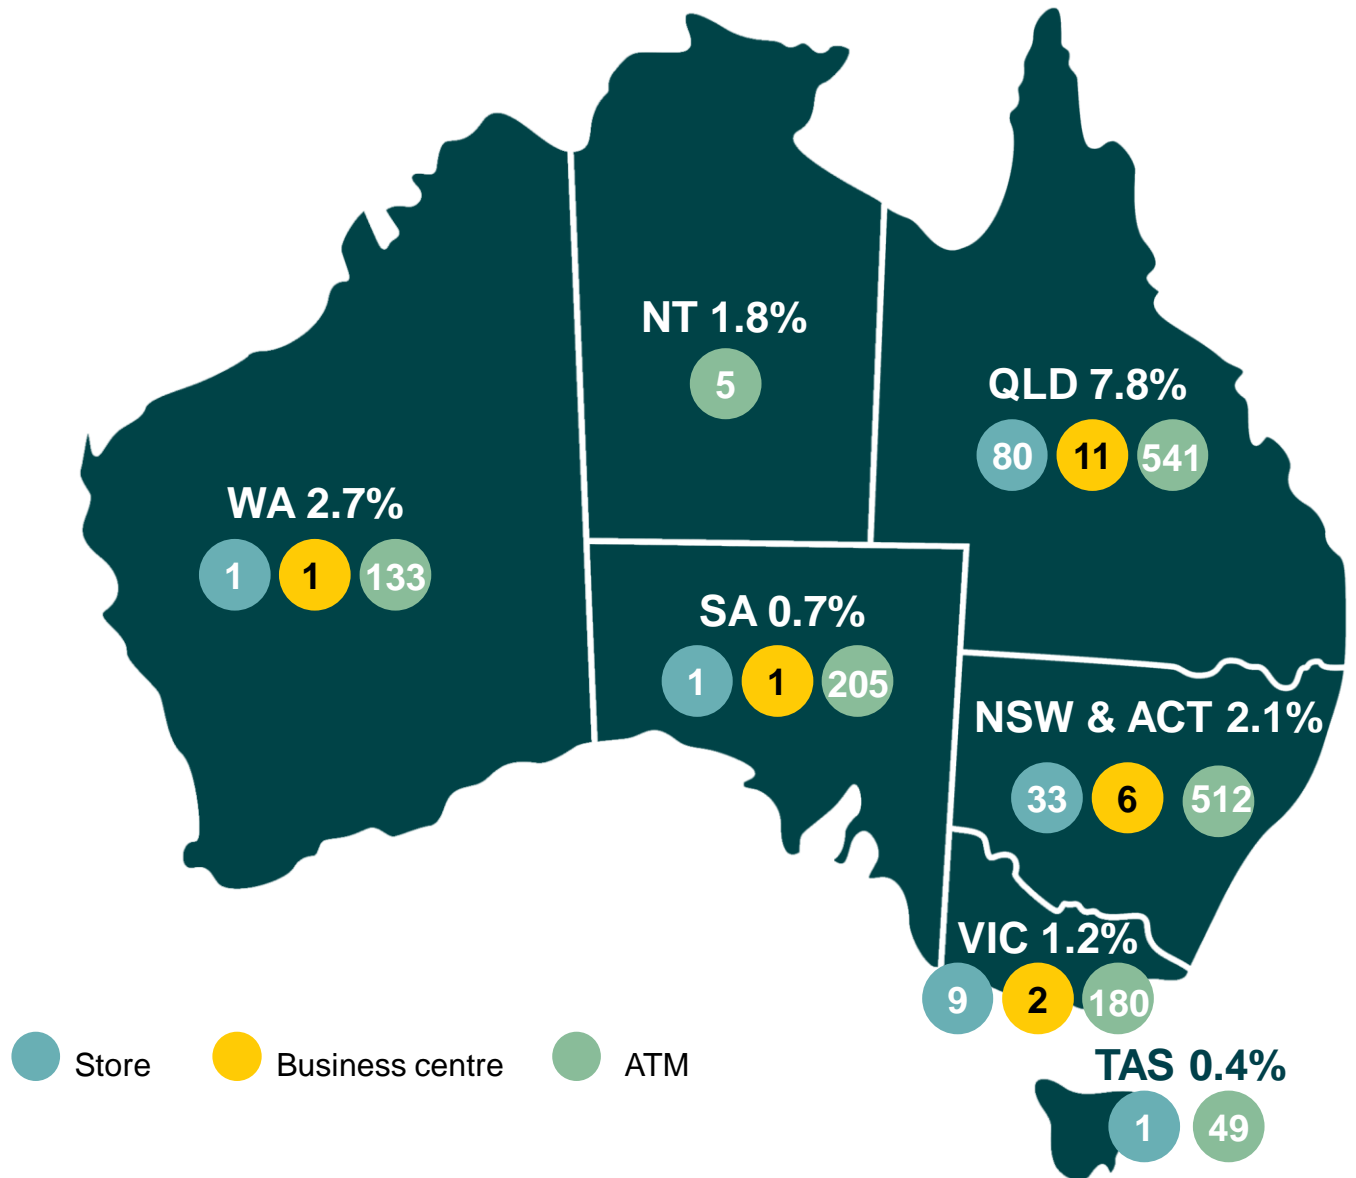 NT 1.8%
5
QLD 7.8%
80 11 541
WA 2.7%
1 1 133
SA 0.7%
1 1 205
NSW & ACT 2.1%
33 6 512
VIC 1.2%
9 2 180
Store Business centre ATM
TAS 0.4%
1 49